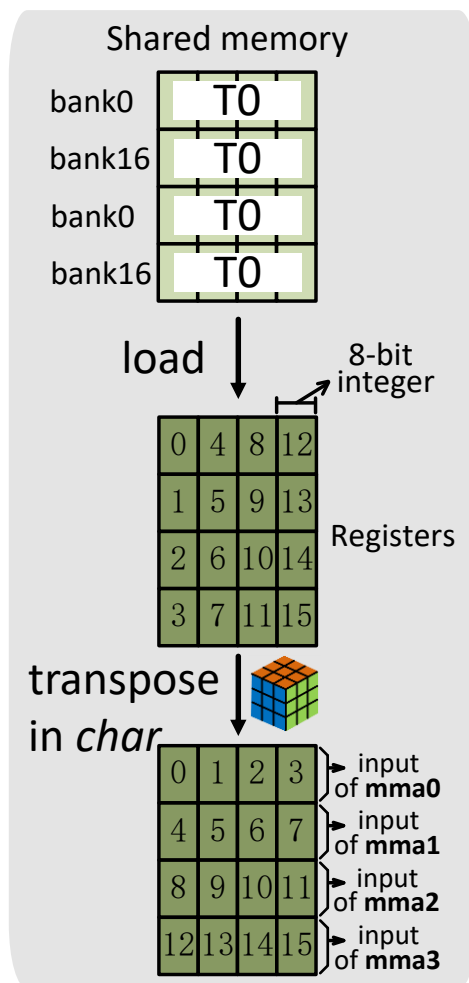 Shared memory
bank0 T0
bank16 T0
bank0 T0
bank16 T0
load
8-bit
integer
0 4 8 12
1 5 9 13
2 6 10 14
3 7 11 15
Registers
transpose
in char
0 1 2 3
input
of mma0
4 5 6 7
input
of mma1
8 9 10 11
input
of mma2
12 13 14 15
input
of mma3